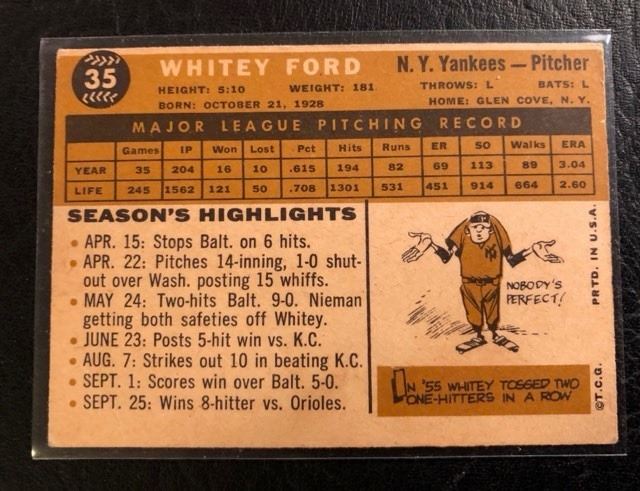 35
WHITEY FORD
N. Y. Yankees — Pitcher
HEIGHT: 5:10 WEIGHT: 181
THROWS: L BATS: L
BORN: OCTOBER 21, 1928
HOME: GLEN COVE, N. Y.
MAJOR LEAGUE PITCHING RECORD
Games IP Won Lost Pct Hits Runs ER SO Walks ERA
YEAR 35 204 16 10 .615 194 82 69 113 89 3.04
LIFE 245 1562 121 50 .708 1301 531 451 914 664 2.60
SEASON'S HIGHLIGHTS
• APR. 15: Stops Balt. on 6 hits.
• APR. 22: Pitches 14-inning, 1-0 shut-
out over Wash. posting 15 whiffs.
• MAY 24: Two-hits Balt. 9-0. Nieman
getting both safeties off Whitey.
• JUNE 23: Posts 5-hit win vs. K.C.
• AUG. 7: Strikes out 10 in beating K.C.
• SEPT. 1: Scores win over Balt. 5-0.
• SEPT. 25: Wins 8-hitter vs. Orioles.
NY
NOBODY'S
PERFECT!
IN '55 WHITEY TOSSED TWO
ONE-HITTERS IN A ROW
©T.C.G. PRTD. IN U.S.A.